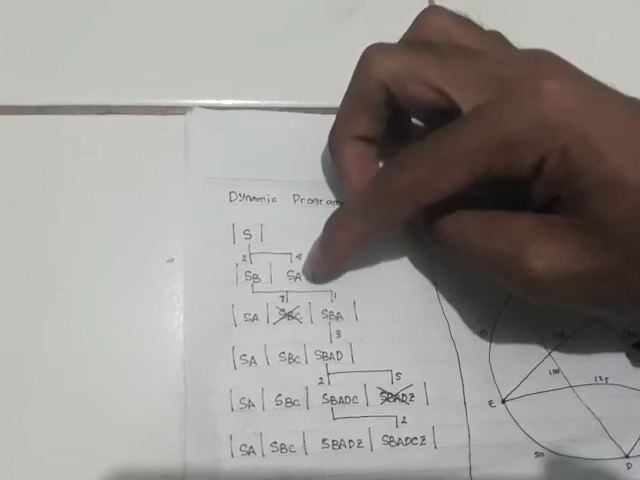 Dynamic Program
| S |
2 4
| SB | SA
7 1
| SA | SBC | SBA |
3
| SA | SBC | SBAD |
2 5
| SA | SBC | SBADC | SBADZ |
2
| SA | SBC | SBADZ | SBADCZ |
100
125
E
50
D